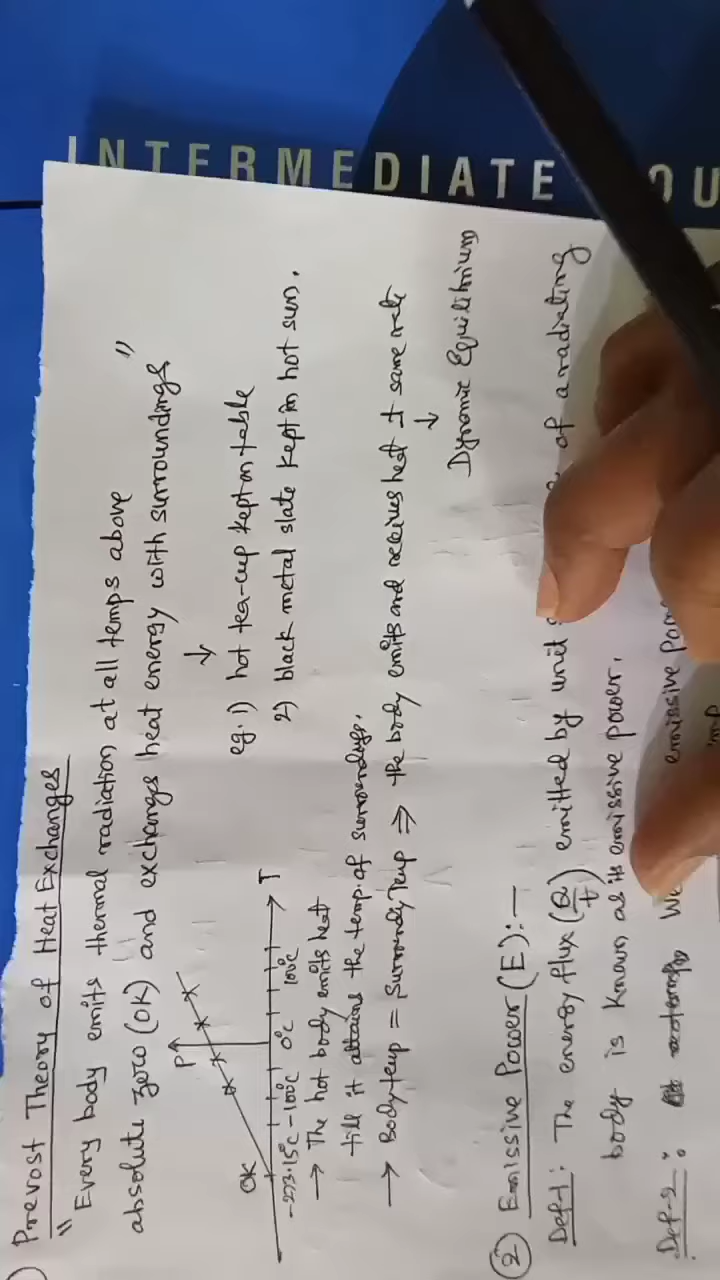 INTERMEDIATE OU
) Prevost Theory of Heat Exchanges
" Every body emits thermal radiation at all temps above
absolute zero (0K) and exchanges heat energy with surroundings "
↓
eg. 1) hot tea-cup kept on table
2) black metal slate kept in hot sun.
P
T
0K
-273.15°C -100°C 0°C 100°C
→ The hot body emits heat
till it attains the temp. of surroundings.
→ Body temp = Surroundg Temp ⇒ the body emits and recieves heat at same rate
↓
Dynamic Equilibrium
(2) Emissive Power (E):—
Def-1: The energy flux (Q/t) emitted by unit of a radiating
body is known as its emissive power.
Def-2: We emissive